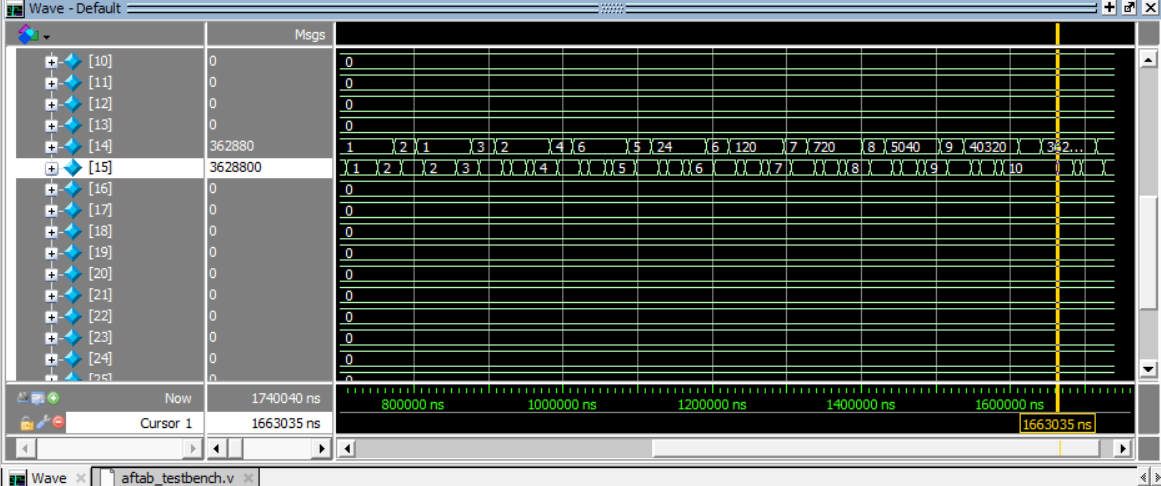 Wave - Default
Msgs
[10] 0 0
[11] 0 0
[12] 0 0
[13] 0 0
[14] 362880 1 2 1 3 2 4 6 5 24 6 120 7 720 8 5040 9 40320 362...
[15] 3628800 1 2 2 3 4 5 6 7 8 9 10
[16] 0 0
[17] 0 0
[18] 0 0
[19] 0 0
[20] 0 0
[21] 0 0
[22] 0 0
[23] 0 0
[24] 0 0
[25] 0 0
Now 1740040 ns 800000 ns 1000000 ns 1200000 ns 1400000 ns 1600000 ns
Cursor 1 1663035 ns 1663035 ns
Wave aftab_testbench.v